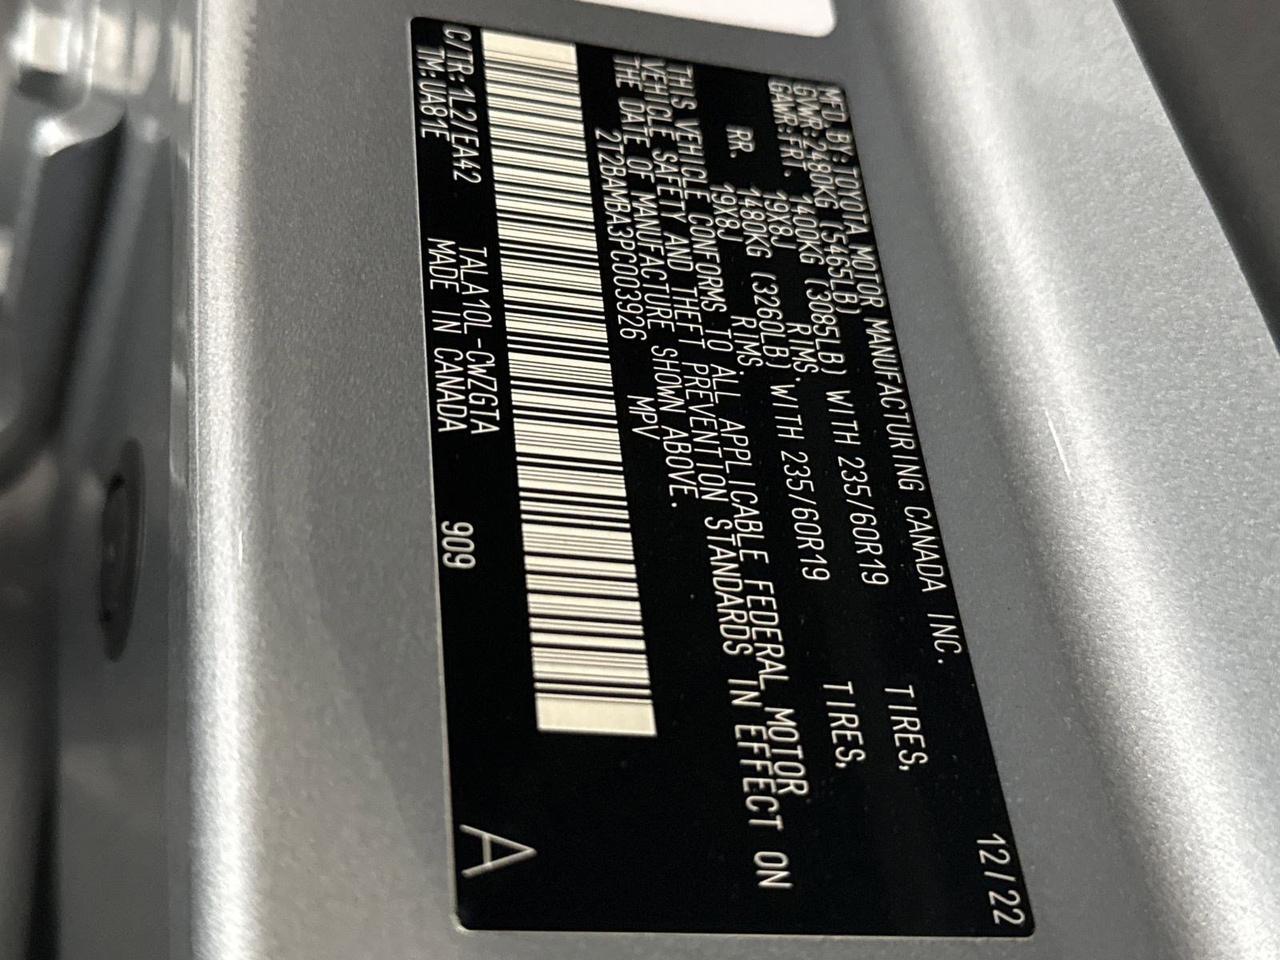 MFD BY: TOYOTA MOTOR MANUFACTURING CANADA INC. 12/22
GVWR: 2480KG (5465LB)
GAWR: FRT. 1400KG (3085LB) WITH 235/60R19 TIRES,
19X8J RIMS.
RR. 1480KG (3260LB) WITH 235/60R19 TIRES,
19X8J RIMS
THIS VEHICLE CONFORMS TO ALL APPLICABLE FEDERAL MOTOR
VEHICLE SAFETY AND THEFT PREVENTION STANDARDS IN EFFECT ON
THE DATE OF MANUFACTURE SHOWN ABOVE.
2T2BAMBA3PC003926 MPV
C/TR: 1L2/EA42 TALA10L-CWZGTA A
TM: UA81E MADE IN CANADA 909